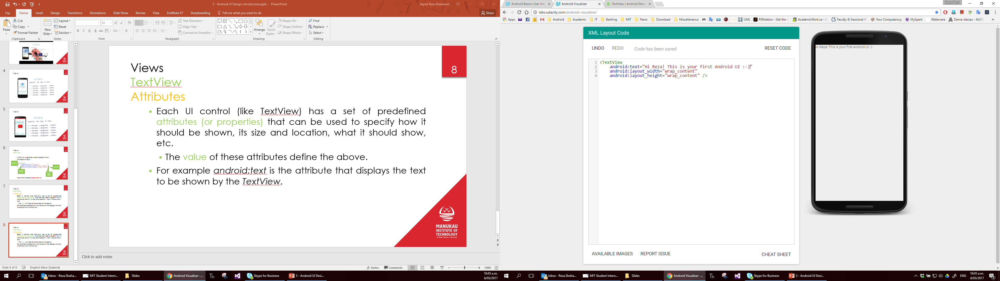 3 - Android UI Design Introduction.pptx - PowerPoint
Seyed Reza Shahamiri
File Home Insert Design Transitions Animations Slide Show Review View EndNote X7 Storyboarding Tell me what you want to do
Share
Paste
Cut
Copy
Format Painter
Clipboard
New Slide
Layout
Reset
Section
Slides
24
Font
Text Direction
Align Text
Convert to SmartArt
Paragraph
Arrange
Quick Styles
Shape Fill
Shape Outline
Shape Effects
Drawing
Find
Replace
Select
Editing
4
5
6
7
8
Views
TextView
Attributes
8
Each UI control (like TextView) has a set of predefined
attributes (or properties) that can be used to specify how it
should be shown, its size and location, what it should show,
etc.
The value of these attributes define the above.
For example android:text is the attribute that displays the text
to be shown by the TextView.
MANUKAU
INSTITUTE OF
TECHNOLOGY
Click to add notes
Slide 8 of 8 English (New Zealand)
Notes Comments 108%
Inbox - Reza.Shaha... MIT Student Intern... Slides Android Visualizer -... Skype for Business 3 - Android UI Desi...
10:45 a.m.
6/03/2017
Android Basics: User Inte Android Visualizer TextView | Android Deve
Seyed Reza
labs.udacity.com/android-visualizer/
Apps Android Academic IT Banking MIT News Download Miscellaneous UML Riffstation - Get the c AcademicWork.ca - C Faculty & Sessional Po Your Computeroxy MySpark Watercare Dance classes - AUCK
XML Layout Code
UNDO REDO Code has been saved RESET CODE
1 <TextView
2 android:text="Hi Reza! This is your first Android UI :-)"
3 android:layout_width="wrap_content"
4 android:layout_height="wrap_content" />
AVAILABLE IMAGES REPORT ISSUE CHEAT SHEET
Hi Reza! This is your first Android UI :-)
Inbox - Reza.Shaha... MIT Student Intern... Slides Android Visualizer -... Skype for Business 3 - Android UI Desi...
ENG
10:45 a.m.
6/03/2017